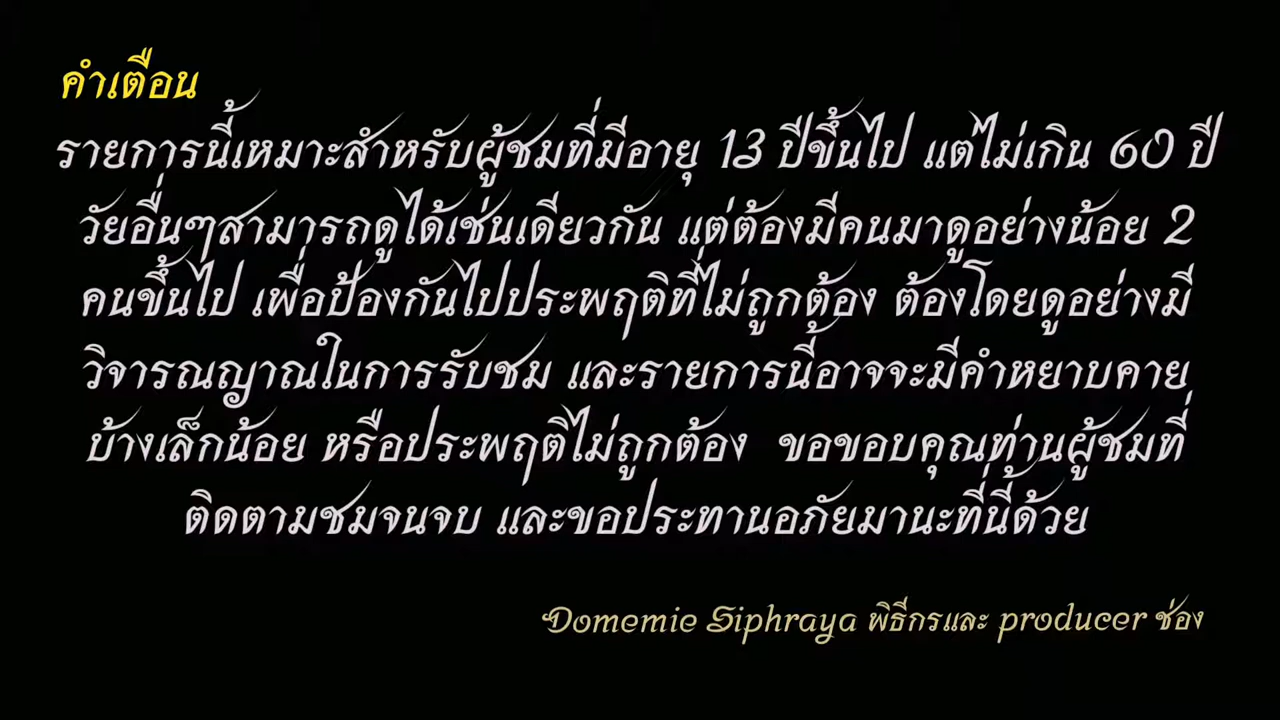 คำเตือน
รายการนี้เหมาะสำหรับผู้ชมที่มีอายุ 13 ปีขึ้นไป แต่ไม่เกิน 60 ปี
วัยอื่นๆสามารถดูได้เช่นเดียวกัน แต่ต้องมีคนมาดูอย่างน้อย 2
คนขึ้นไป เพื่อป้องกันไปประพฤติที่ไม่ถูกต้อง ต้องโดยดูอย่างมี
วิจารณญาณในการรับชม และรายการนี้อาจจะมีคำหยาบคาย
บ้างเล็กน้อย หรือประพฤติไม่ถูกต้อง ขอขอบคุณท่านผู้ชมที่
ติดตามชมจนจบ และขอประทานอภัยมานะที่นี้ด้วย
Domemie Siphraya พิธีกรและ producer ช่อง